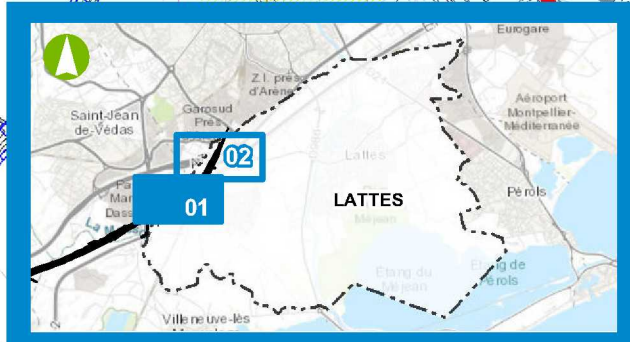 Eurogare
Z.I. près
d'Arène
Aéroport
Montpellier-
Méditerranée
Saint-Jean
de-Védas
Garosud
Prés
02
Lattes
01
LATTES
Pérols
Méjean
Étang du
Méjean
Étang de
Pérols
Villeneuve-lès